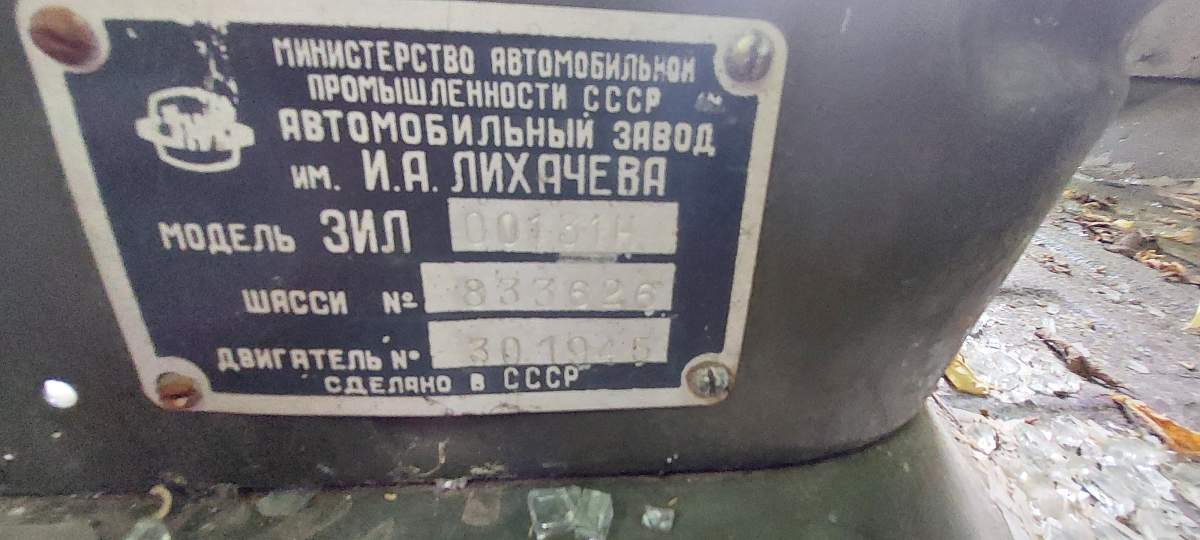 МИНИСТЕРСТВО АВТОМОБИЛЬНОЙ
ПРОМЫШЛЕННОСТИ СССР
ЗИЛ
АВТОМОБИЛЬНЫЙ ЗАВОД
ИМ. И.А. ЛИХАЧЕВА
МОДЕЛЬ ЗИЛ 00131Н
ШАССИ № 833626
ДВИГАТЕЛЬ № 301945
СДЕЛАНО В СССР